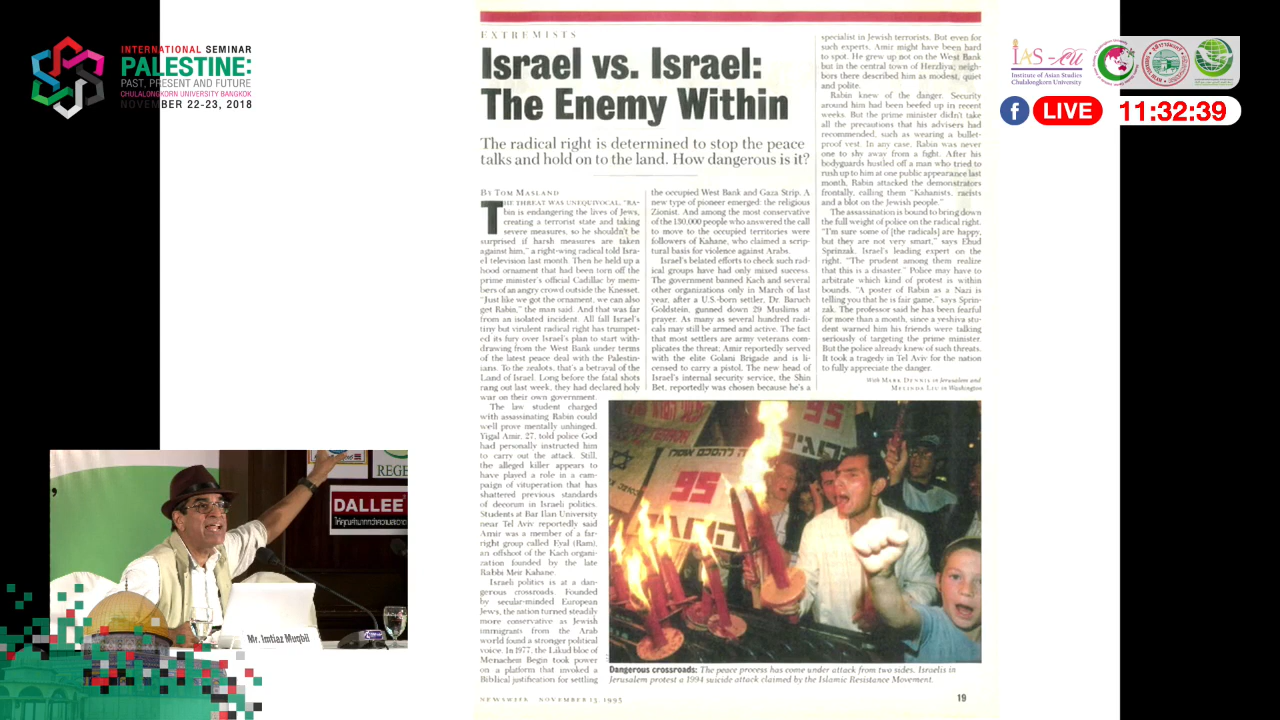 INTERNATIONAL SEMINAR
PALESTINE:
PAST, PRESENT AND FUTURE
CHULALONGKORN UNIVERSITY BANGKOK
NOVEMBER 22-23, 2018
EXTREMISTS
Israel vs. Israel:
The Enemy Within
The radical right is determined to stop the peace
talks and hold on to the land. How dangerous is it?
BY TOM MASLAND
THE THREAT WAS UNEQUIVOCAL. "RA-
bin is endangering the lives of Jews,
creating a terrorist state and taking
severe measures, so he shouldn't be
surprised if harsh measures are taken
against him," a right-wing radical told Isra-
el television last month. Then he held up a
hood ornament that had been torn off the
prime minister's official Cadillac by mem-
bers of an angry crowd outside the Knesset.
"Just like we got the ornament, we can also
get Rabin," the man said. And that was far
from an isolated incident. All fall Israel's
tiny but virulent radical right has trumpet-
ed its fury over Israel's plan to start with-
drawing from the West Bank under terms
of the latest peace deal with the Palestin-
ians. To the zealots, that's a betrayal of the
Land of Israel. Long before the fatal shots
rang out last week, they had declared holy
war on their own government.
The law student charged
with assassinating Rabin could
well prove mentally unhinged.
Yigal Amir, 27, told police God
had personally instructed him
to carry out the attack. Still,
the alleged killer appears to
have played a role in a cam-
paign of vituperation that has
shattered previous standards
of decorum in Israeli politics.
Students at Bar Ilan University
near Tel Aviv reportedly said
Amir was a member of a far-
right group called Eyal (Ram),
an offshoot of the Kach organi-
zation founded by the late
Rabbi Meir Kahane.
Israeli politics is at a dan-
gerous crossroads. Founded
by secular-minded European
Jews, the nation turned steadily
more conservative as Jewish
immigrants from the Arab
world found a stronger political
voice. In 1977, the Likud bloc of
Menachem Begin took power
on a platform that invoked a
Biblical justification for settling
the occupied West Bank and Gaza Strip. A
new type of pioneer emerged: the religious
Zionist. And among the most conservative
of the 130,000 people who answered the call
to move to the occupied territories were
followers of Kahane, who claimed a scrip-
tural basis for violence against Arabs.
Israel's belated efforts to check such rad-
ical groups have had only mixed success.
The government banned Kach and several
other organizations only in March of last
year, after a U.S.-born settler, Dr. Baruch
Goldstein, gunned down 29 Muslims at
prayer. As many as several hundred radi-
cals may still be armed and active. The fact
that most settlers are army veterans com-
plicates the threat; Amir reportedly served
with the elite Golani Brigade and is li-
censed to carry a pistol. The new head of
Israel's internal security service, the Shin
Bet, reportedly was chosen because he's a
specialist in Jewish terrorists. But even for
such experts, Amir might have been hard
to spot. He grew up not on the West Bank
but in the central town of Herzliya; neigh-
bors there described him as modest, quiet
and polite.
Rabin knew of the danger. Security
around him had been beefed up in recent
weeks. But the prime minister didn't take
all the precautions that his advisers had
recommended, such as wearing a bullet-
proof vest. In any case, Rabin was never
one to shy away from a fight. After his
bodyguards hustled off a man who tried to
rush up to him at one public appearance last
month, Rabin attacked the demonstrators
frontally, calling them "Kahanists, racists
and a blot on the Jewish people."
The assassination is bound to bring down
the full weight of police on the radical right.
"I'm sure some of [the radicals] are happy,
but they are not very smart," says Ehud
Sprinzak, Israel's leading expert on the
right. "The prudent among them realize
that this is a disaster." Police may have to
arbitrate which kind of protest is within
bounds. "A poster of Rabin as a Nazi is
telling you that he is fair game," says Sprin-
zak. The professor said he has been fearful
for more than a month, since a yeshiva stu-
dent warned him his friends were talking
seriously of targeting the prime minister.
But the police already knew of such threats.
It took a tragedy in Tel Aviv for the nation
to fully appreciate the danger.
With MARK DENNIS in Jerusalem and
MELINDA LIU in Washington
95
95
Dangerous crossroads: The peace process has come under attack from two sides. Israelis in
Jerusalem protest a 1994 suicide attack claimed by the Islamic Resistance Movement.
NEWSWEEK NOVEMBER 13, 1995
19
IAS-CU
Institute of Asian Studies
Chulalongkorn University
f LIVE 11:32:39
REGE
DALLEE
Mr. Imtiaz Muqbil